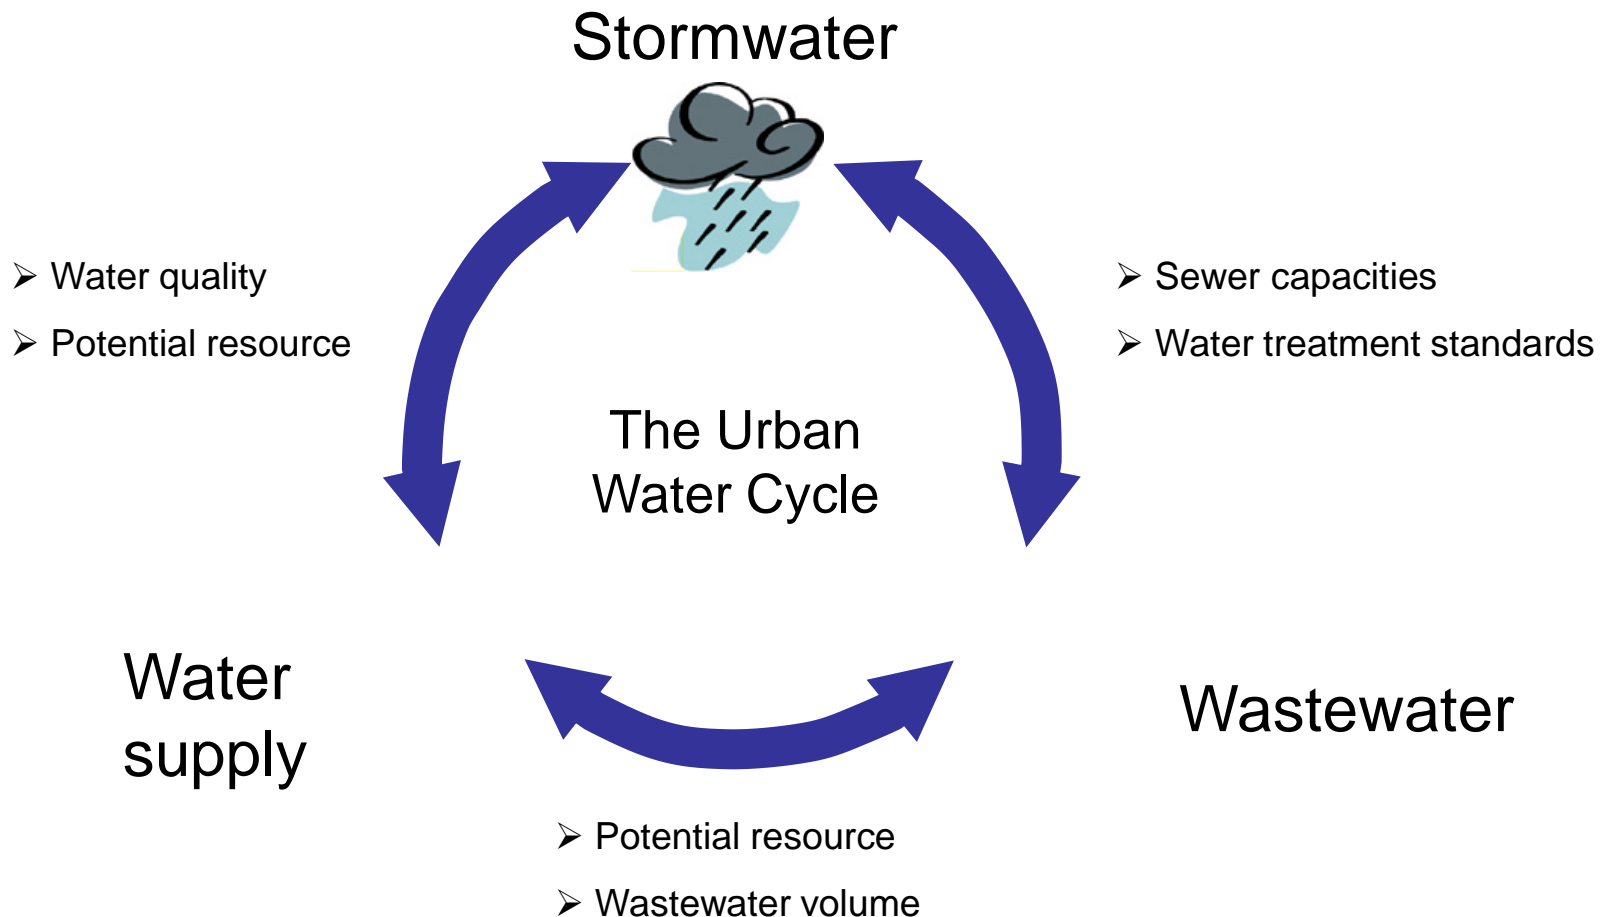 Stormwater
➢ Water quality
➢ Potential resource
➢ Sewer capacities
➢ Water treatment standards
The Urban
Water Cycle
Water
supply
Wastewater
➢ Potential resource
➢ Wastewater volume